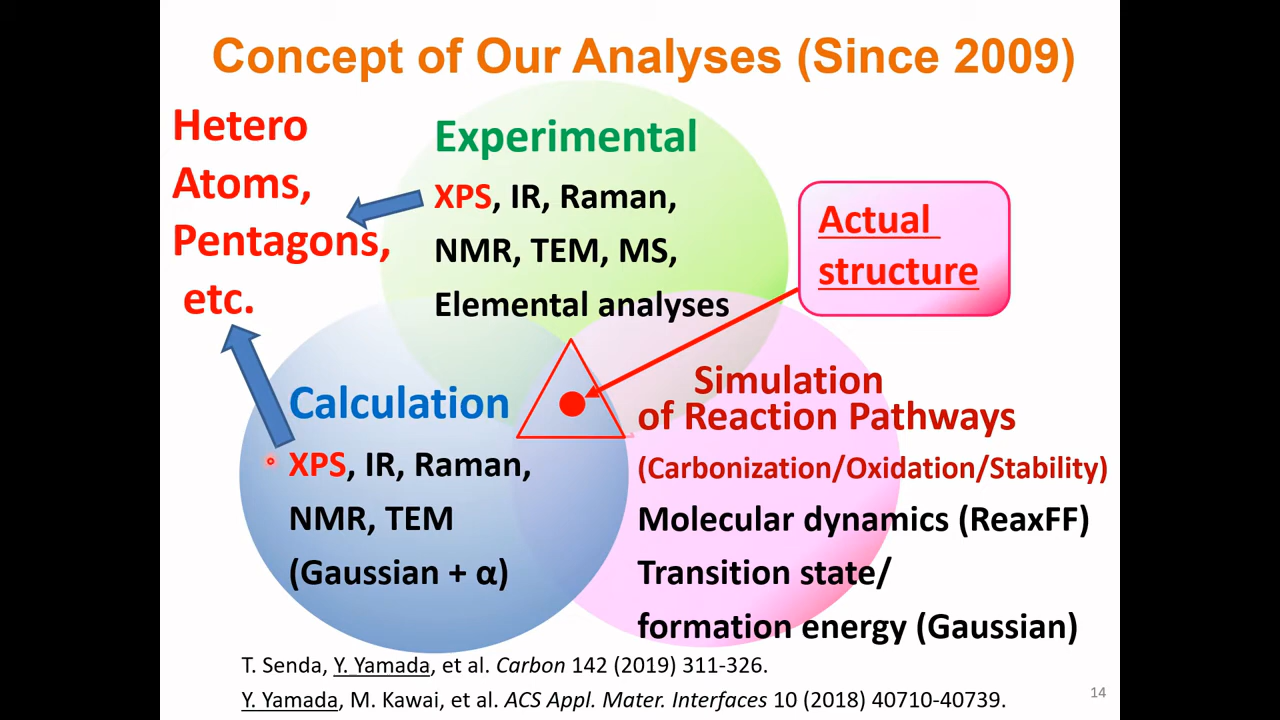 Concept of Our Analyses (Since 2009)
Hetero
Atoms,
Pentagons,
etc.
Experimental
XPS, IR, Raman,
NMR, TEM, MS,
Elemental analyses
Actual
structure
Calculation
XPS, IR, Raman,
NMR, TEM
(Gaussian + α)
Simulation
of Reaction Pathways
(Carbonization/Oxidation/Stability)
Molecular dynamics (ReaxFF)
Transition state/
formation energy (Gaussian)
T. Senda, Y. Yamada, et al. Carbon 142 (2019) 311-326.
Y. Yamada, M. Kawai, et al. ACS Appl. Mater. Interfaces 10 (2018) 40710-40739.
14